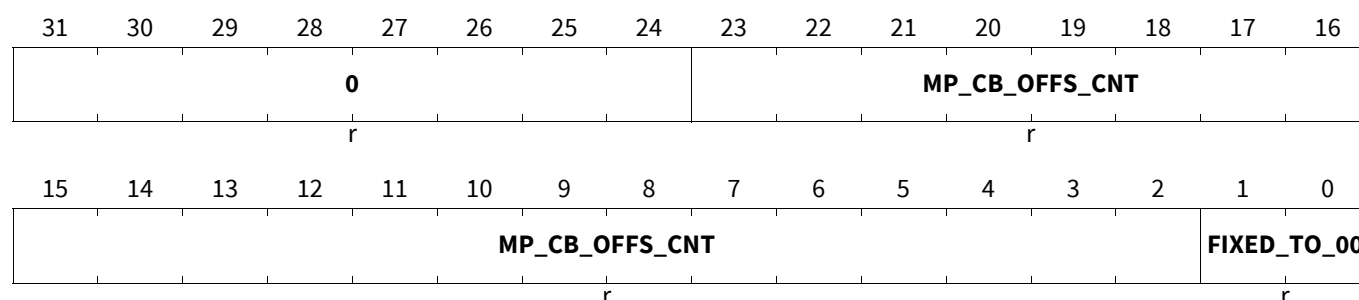 31 30 29 28 27 26 25 24 23 22 21 20 19 18 17 16
0 MP_CB_OFFS_CNT
r r
15 14 13 12 11 10 9 8 7 6 5 4 3 2 1 0
MP_CB_OFFS_CNT FIXED_TO_00
r r